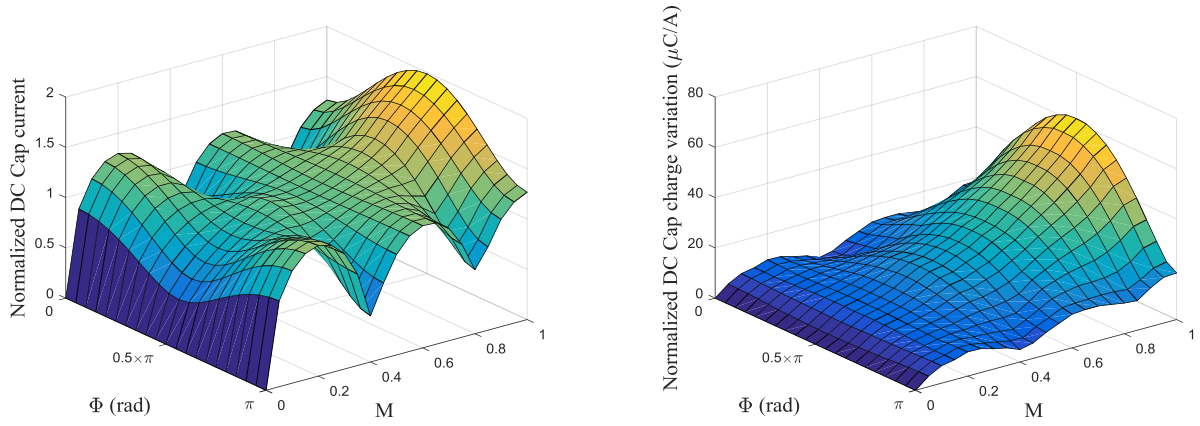 Normalized DC Cap current
2
1.5
1
0.5
0
0
0.5×π
π
Φ (rad)
0
0.2
0.4
0.6
0.8
1
M
Normalized DC Cap charge variation (μC/A)
80
60
40
20
0
0
0.5×π
π
Φ (rad)
0
0.2
0.4
0.6
0.8
1
M